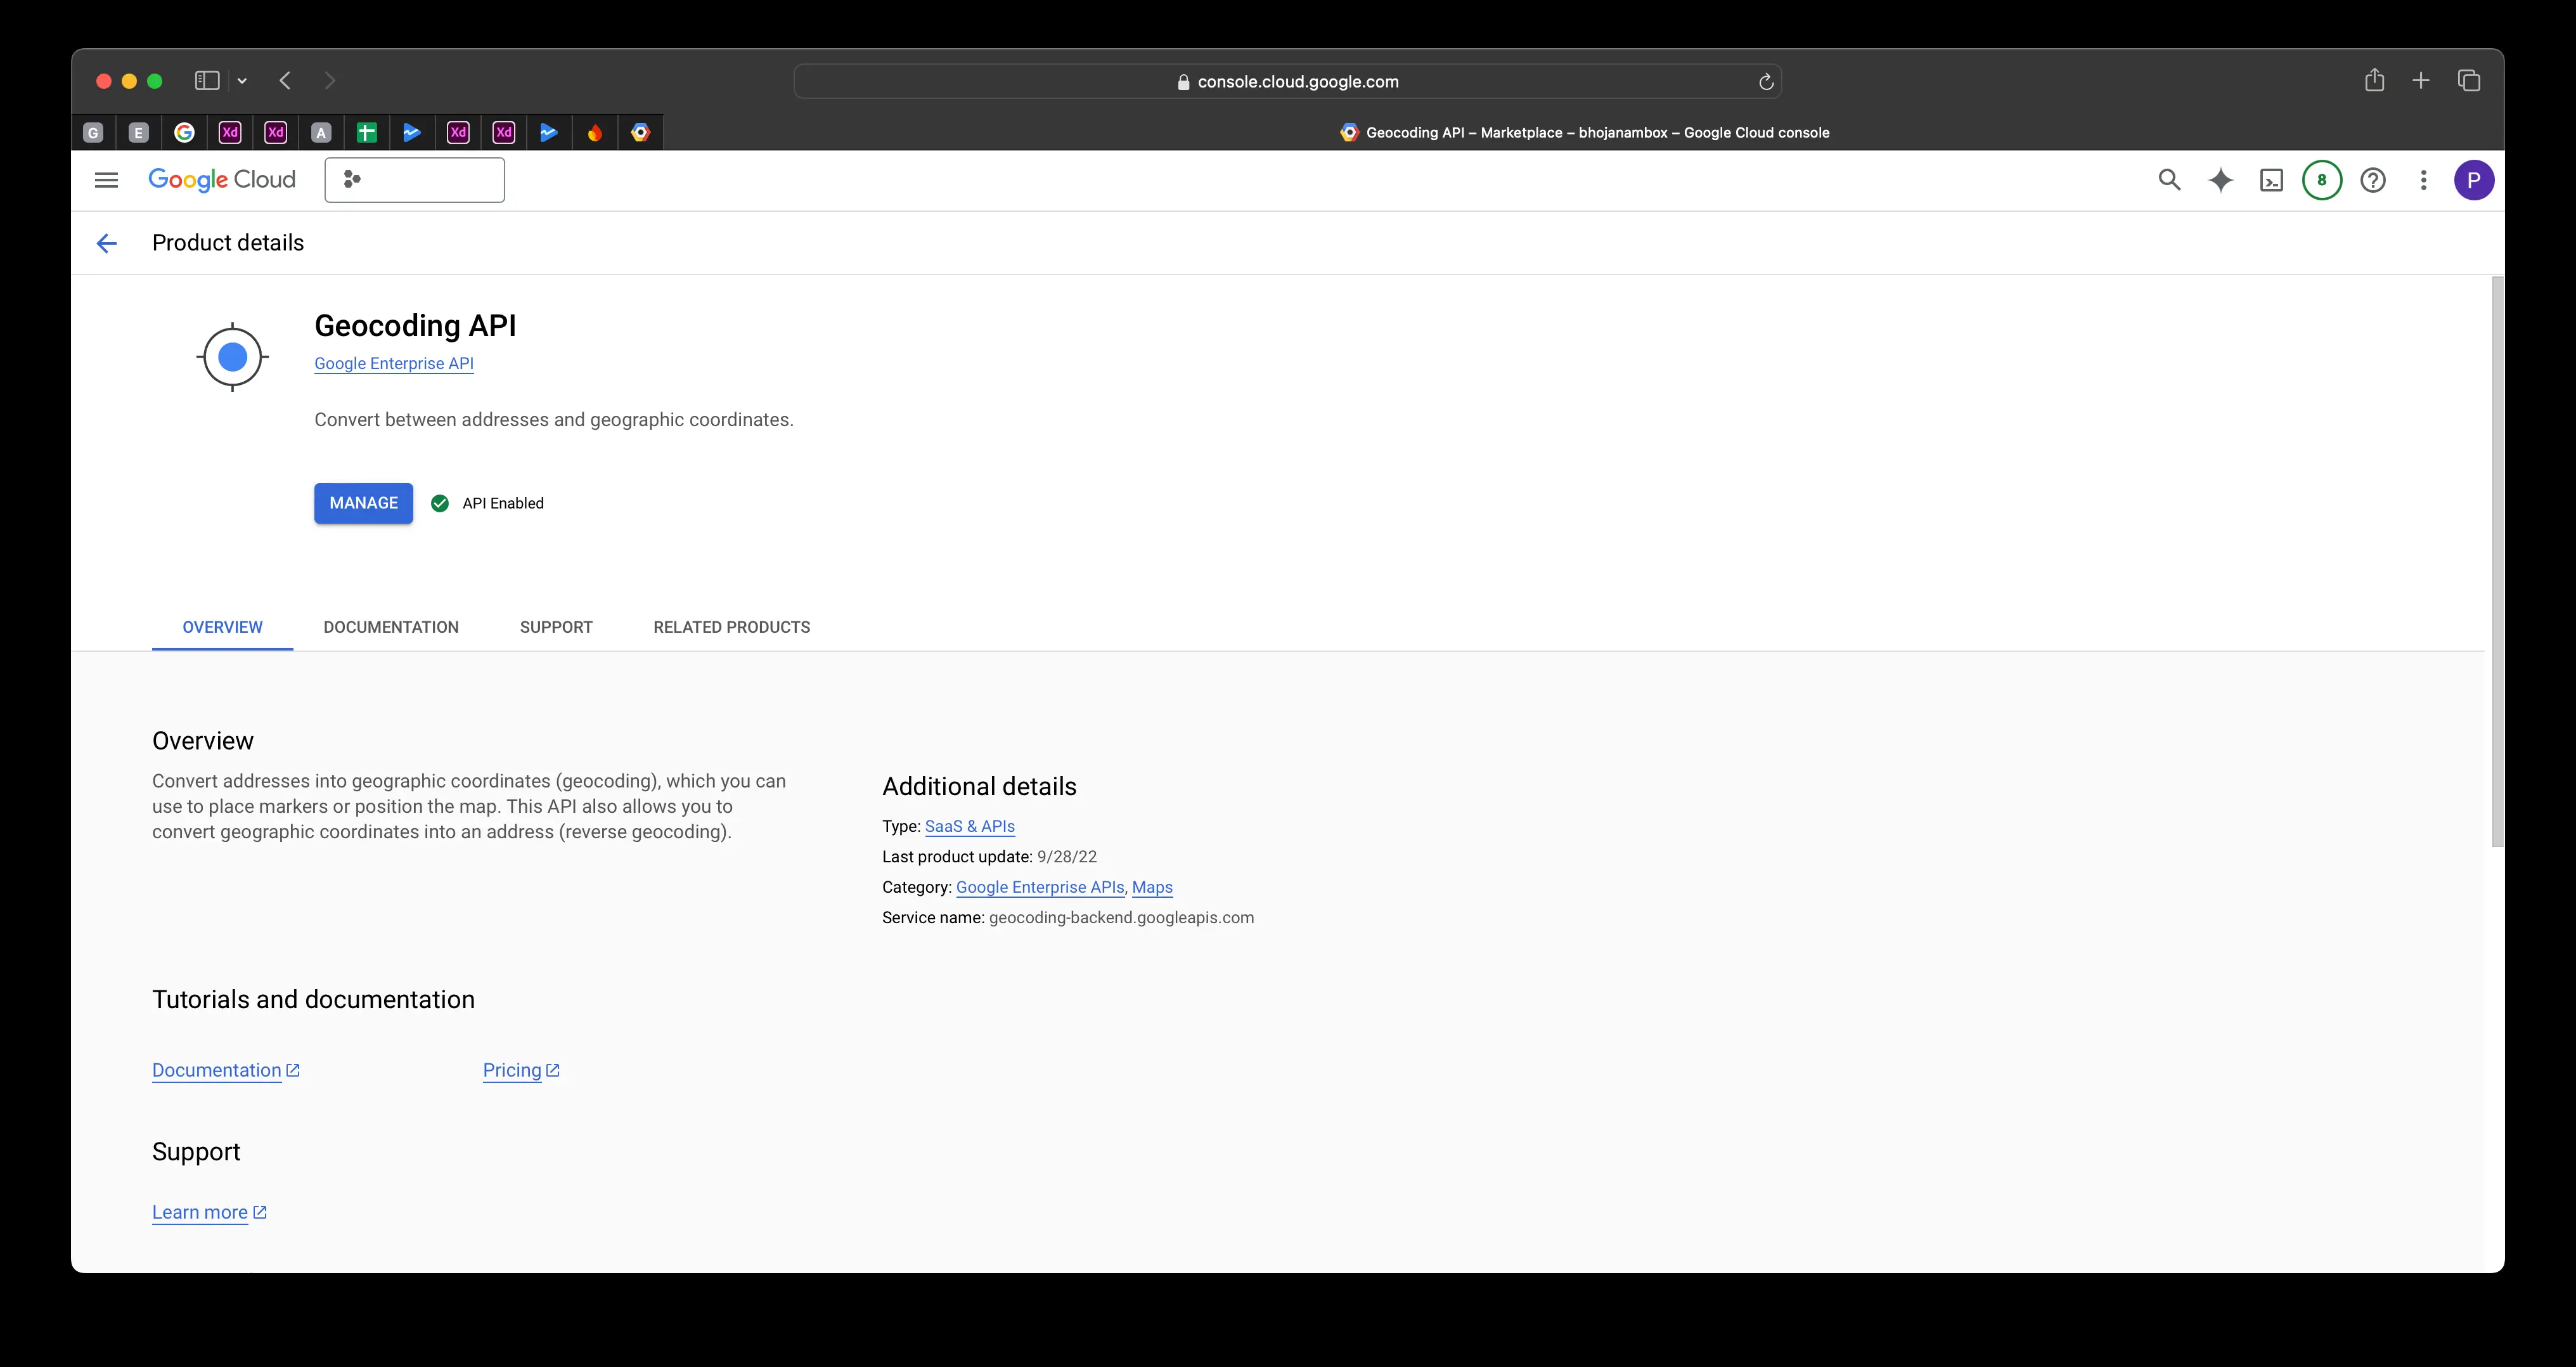 console.cloud.google.com
G
E
G
Xd
Xd
A
Xd
Xd
Geocoding API – Marketplace – bhojanambox – Google Cloud console
Google Cloud
8
P
Product details
Geocoding API
Google Enterprise API
Convert between addresses and geographic coordinates.
MANAGE
API Enabled
OVERVIEW
DOCUMENTATION
SUPPORT
RELATED PRODUCTS
Overview
Convert addresses into geographic coordinates (geocoding), which you can
use to place markers or position the map. This API also allows you to
convert geographic coordinates into an address (reverse geocoding).
Additional details
Type: SaaS & APIs
Last product update: 9/28/22
Category: Google Enterprise APIs, Maps
Service name: geocoding-backend.googleapis.com
Tutorials and documentation
Documentation
Pricing
Support
Learn more